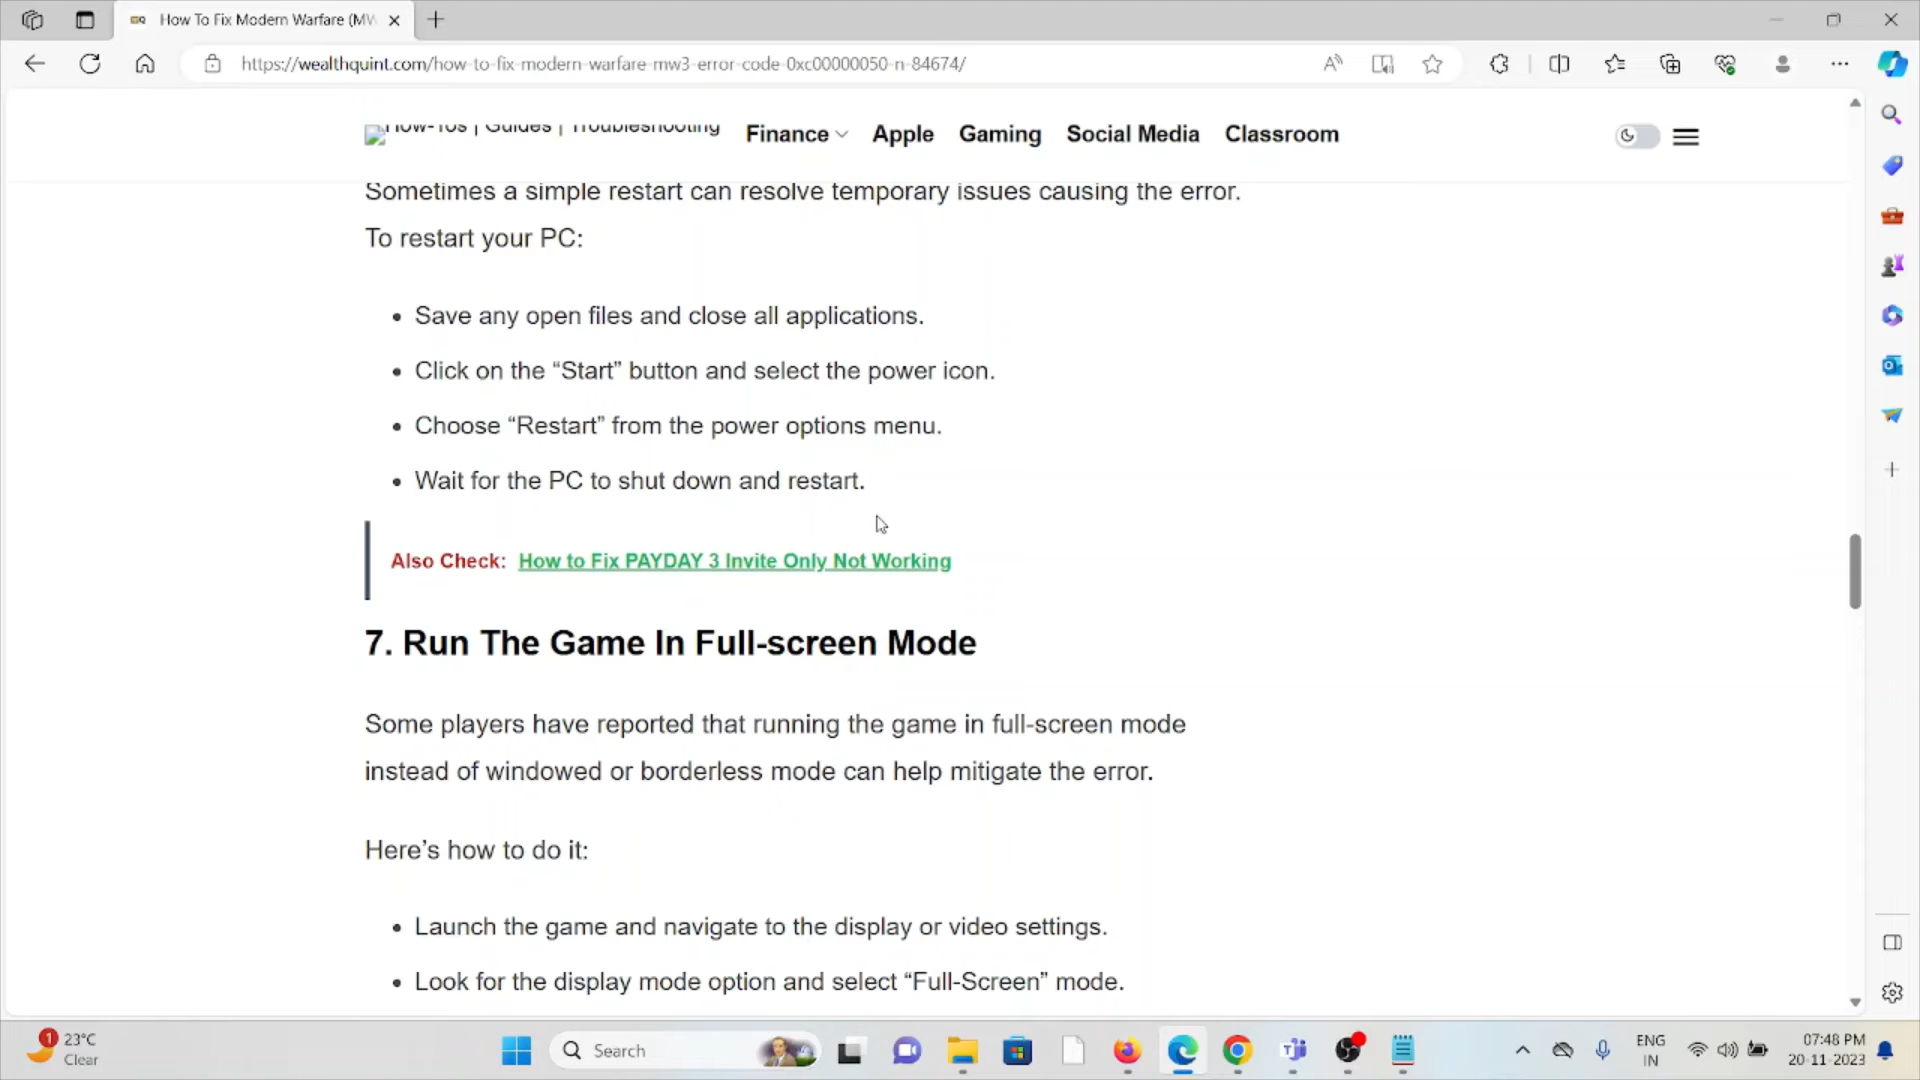 How To Fix Modern Warfare (MW
https://wealthquint.com/how-to-fix-modern-warfare-mw3-error-code-0xc00000050-n-84674/
How-Tos | Guides | Troubleshooting
Finance
Apple
Gaming
Social Media
Classroom
Sometimes a simple restart can resolve temporary issues causing the error.
To restart your PC:
• Save any open files and close all applications.
• Click on the “Start” button and select the power icon.
• Choose “Restart” from the power options menu.
• Wait for the PC to shut down and restart.
Also Check: How to Fix PAYDAY 3 Invite Only Not Working
7. Run The Game In Full-screen Mode
Some players have reported that running the game in full-screen mode
instead of windowed or borderless mode can help mitigate the error.
Here’s how to do it:
• Launch the game and navigate to the display or video settings.
• Look for the display mode option and select “Full-Screen” mode.
1
23°C
Clear
Search
ENG
IN
07:48 PM
20-11-2023